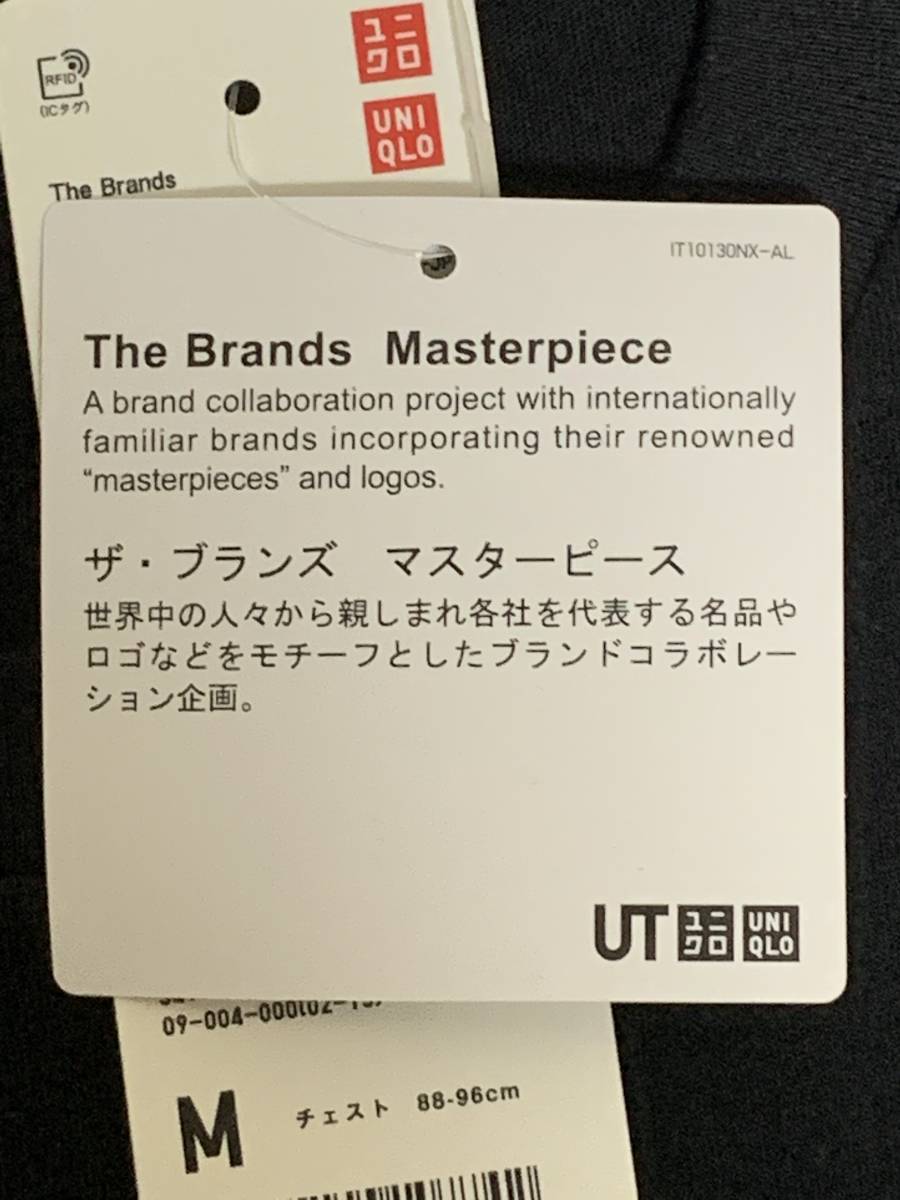 RFID
(ICタグ)
ユニ
クロ
UNI
QLO
The Brands
IT10130NX-AL
The Brands Masterpiece
A brand collaboration project with internationally
familiar brands incorporating their renowned
“masterpieces” and logos.
ザ・ブランズ マスターピース
世界中の人々から親しまれ各社を代表する名品や
ロゴなどをモチーフとしたブランドコラボレー
ション企画。
UT ユニクロ UNIQLO
M チェスト 88-96cm